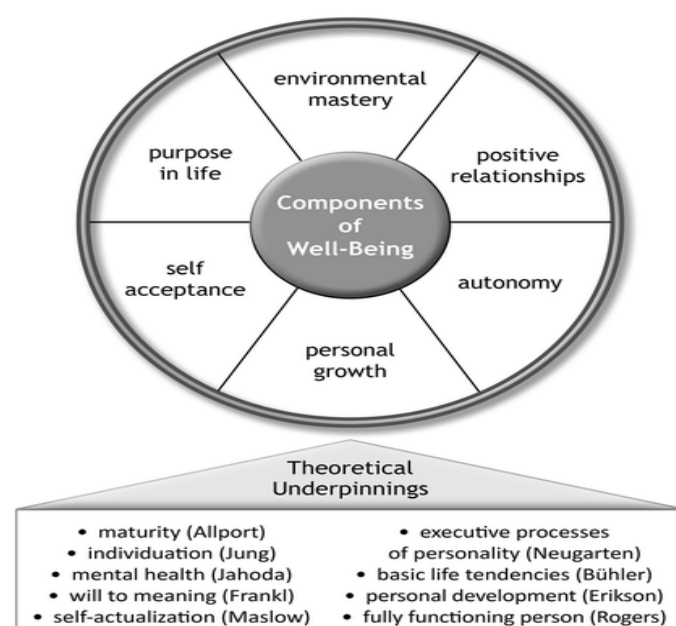 environmental
mastery
purpose
in life
positive
relationships
Components
of
Well-Being
self
acceptance
autonomy
personal
growth
Theoretical
Underpinnings
• maturity (Allport)
• individuation (Jung)
• mental health (Jahoda)
• will to meaning (Frankl)
• self-actualization (Maslow)
• executive processes
of personality (Neugarten)
• basic life tendencies (Bühler)
• personal development (Erikson)
• fully functioning person (Rogers)